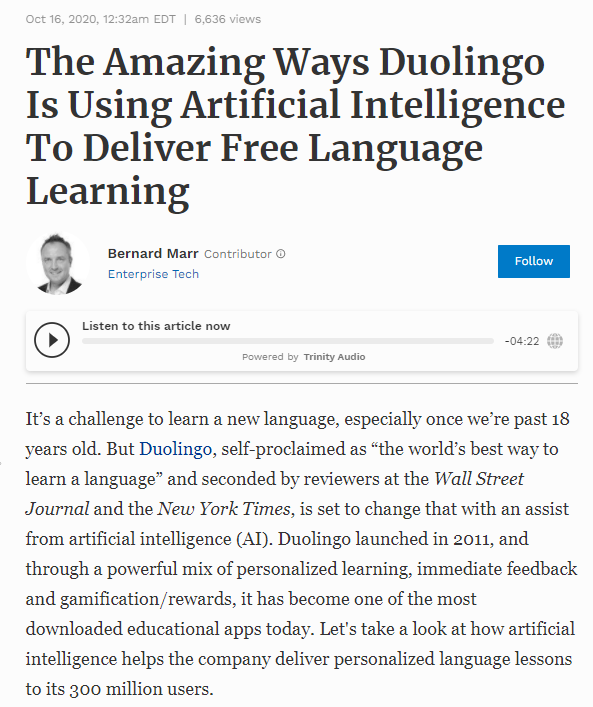 Oct 16, 2020, 12:32am EDT | 6,636 views
The Amazing Ways Duolingo
Is Using Artificial Intelligence
To Deliver Free Language
Learning
Bernard Marr Contributor
Enterprise Tech
Follow
Listen to this article now
-04:22
Powered by Trinity Audio
It’s a challenge to learn a new language, especially once we’re past 18
years old. But Duolingo, self-proclaimed as “the world’s best way to
learn a language” and seconded by reviewers at the Wall Street
Journal and the New York Times, is set to change that with an assist
from artificial intelligence (AI). Duolingo launched in 2011, and
through a powerful mix of personalized learning, immediate feedback
and gamification/rewards, it has become one of the most
downloaded educational apps today. Let's take a look at how artificial
intelligence helps the company deliver personalized language lessons
to its 300 million users.